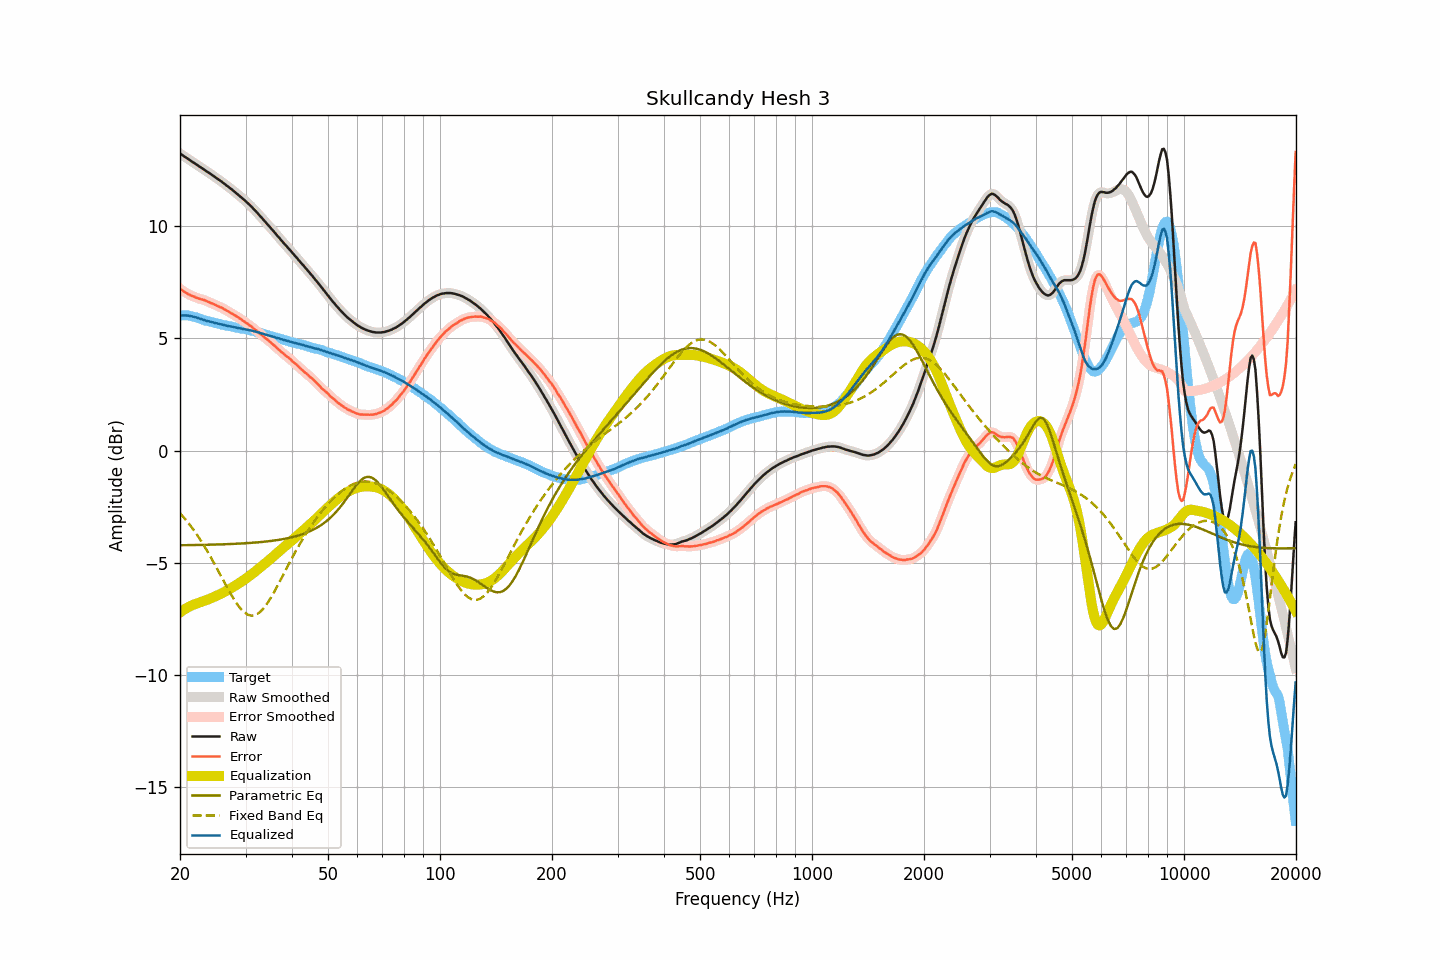 Skullcandy Hesh 3
Amplitude (dBr)
10
5
0
−5
−10
−15
Target
Raw Smoothed
Error Smoothed
Raw
Error
Equalization
Parametric Eq
Fixed Band Eq
Equalized
20 50 100 200 500 1000 2000 5000 10000 20000
Frequency (Hz)